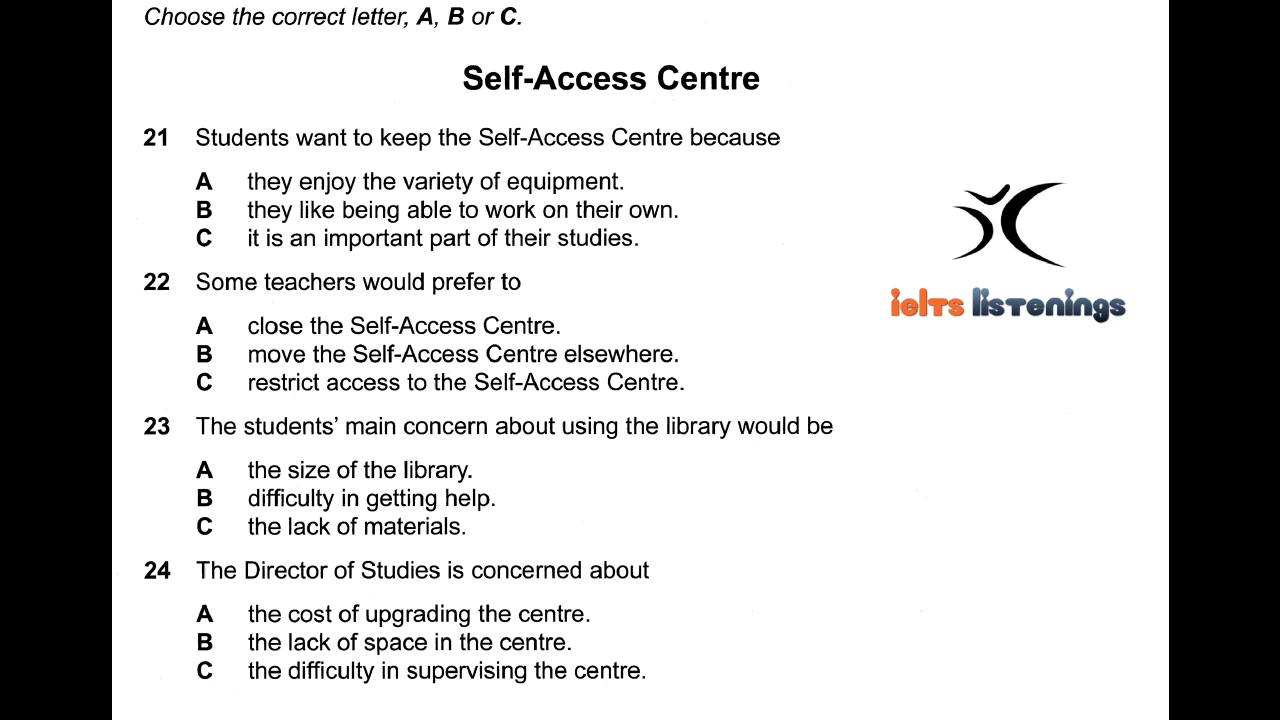 Choose the correct letter, A, B or C.
Self-Access Centre
21 Students want to keep the Self-Access Centre because
A they enjoy the variety of equipment.
B they like being able to work on their own.
C it is an important part of their studies.
22 Some teachers would prefer to
A close the Self-Access Centre.
B move the Self-Access Centre elsewhere.
C restrict access to the Self-Access Centre.
23 The students' main concern about using the library would be
A the size of the library.
B difficulty in getting help.
C the lack of materials.
24 The Director of Studies is concerned about
A the cost of upgrading the centre.
B the lack of space in the centre.
C the difficulty in supervising the centre.
ielts listenings